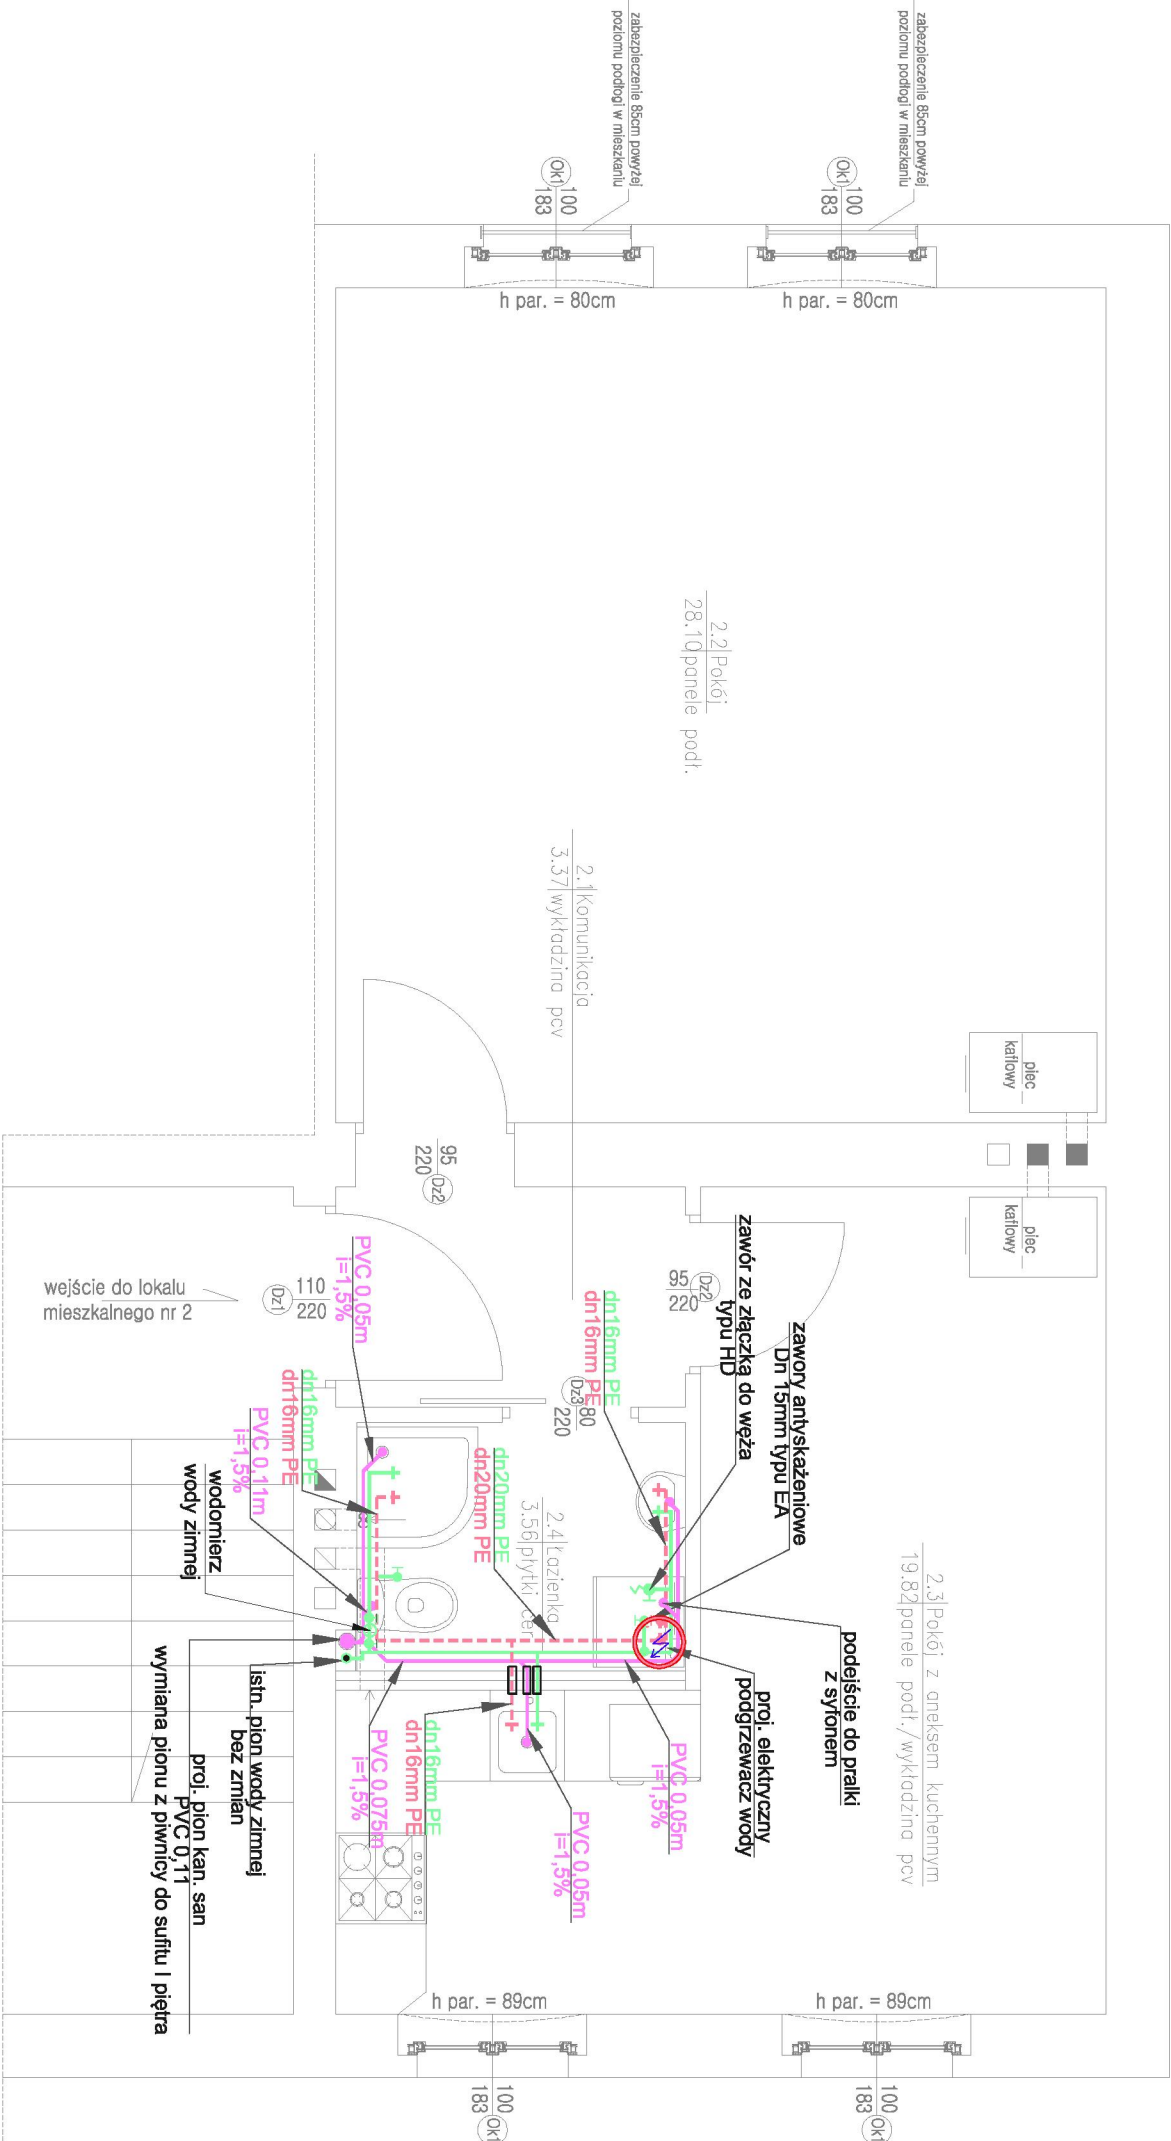 zabezpieczenie 85cm powyżej
poziomu podłogi w mieszkaniu
zabezpieczenie 85cm powyżej
poziomu podłogi w mieszkaniu
Ok1 100
183
Ok1 100
183
h par. = 80cm
h par. = 80cm
2.2 Pokój
28.10 panele podł.
2.1 Komunikacja
3.37 wykładzina pcv
piec
kaflowy
piec
kaflowy
95
220 Dz2
95 Dz2
220
wejście do lokalu
mieszkalnego nr 2
Dz1 110
220
PVC 0,05m
i=1,5%
dn16mm PE
dn16mm PE
zawór ze złączką do węża
typu HD
zawory antyskażeniowe
Dn 15mm typu EA
Dz3 80
220
dn16mm PE
dn16mm PE
PVC 0,11m
i=1,5%
dn20mm PE
dn20mm PE
wodomierz
wody zimnej
2.4 Łazienka
3.56 płytki cer.
2.3 Pokój z aneksem kuchennym
19.82 panele podł./wykładzina pcv
podejście do pralki
z syfonem
proj. elektryczny
podgrzewacz wody
istn. pion wody zimnej
bez zmian
proj. pion kan. san
PVC 0,11
wymiana pionu z piwnicy do sufitu I piętra
dn16mm PE
dn16mm PE
PVC 0,075m
i=1,5%
PVC 0,05m
i=1,5%
PVC 0,05m
i=1,5%
h par. = 89cm
h par. = 89cm
100 Ok1
183
100 Ok1
183